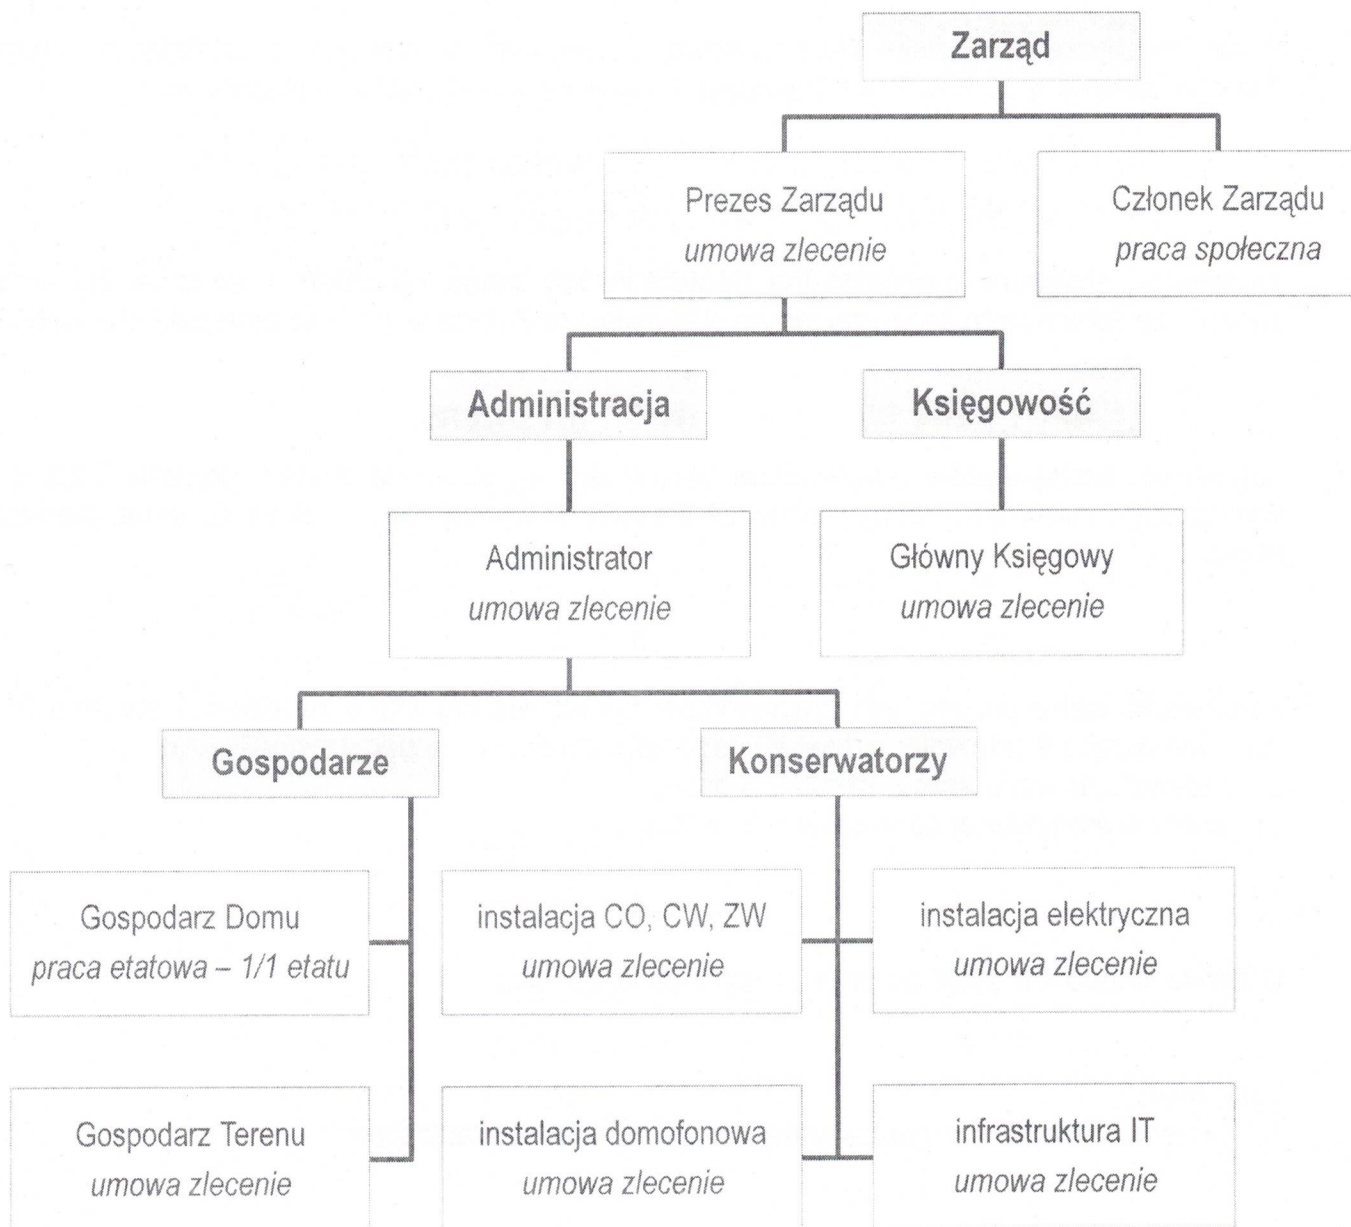 Zarząd
Prezes Zarządu
umowa zlecenie
Członek Zarządu
praca społeczna
Administracja
Księgowość
Administrator
umowa zlecenie
Główny Księgowy
umowa zlecenie
Gospodarze
Konserwatorzy
Gospodarz Domu
praca etatowa – 1/1 etatu
instalacja CO, CW, ZW
umowa zlecenie
instalacja elektryczna
umowa zlecenie
Gospodarz Terenu
umowa zlecenie
instalacja domofonowa
umowa zlecenie
infrastruktura IT
umowa zlecenie